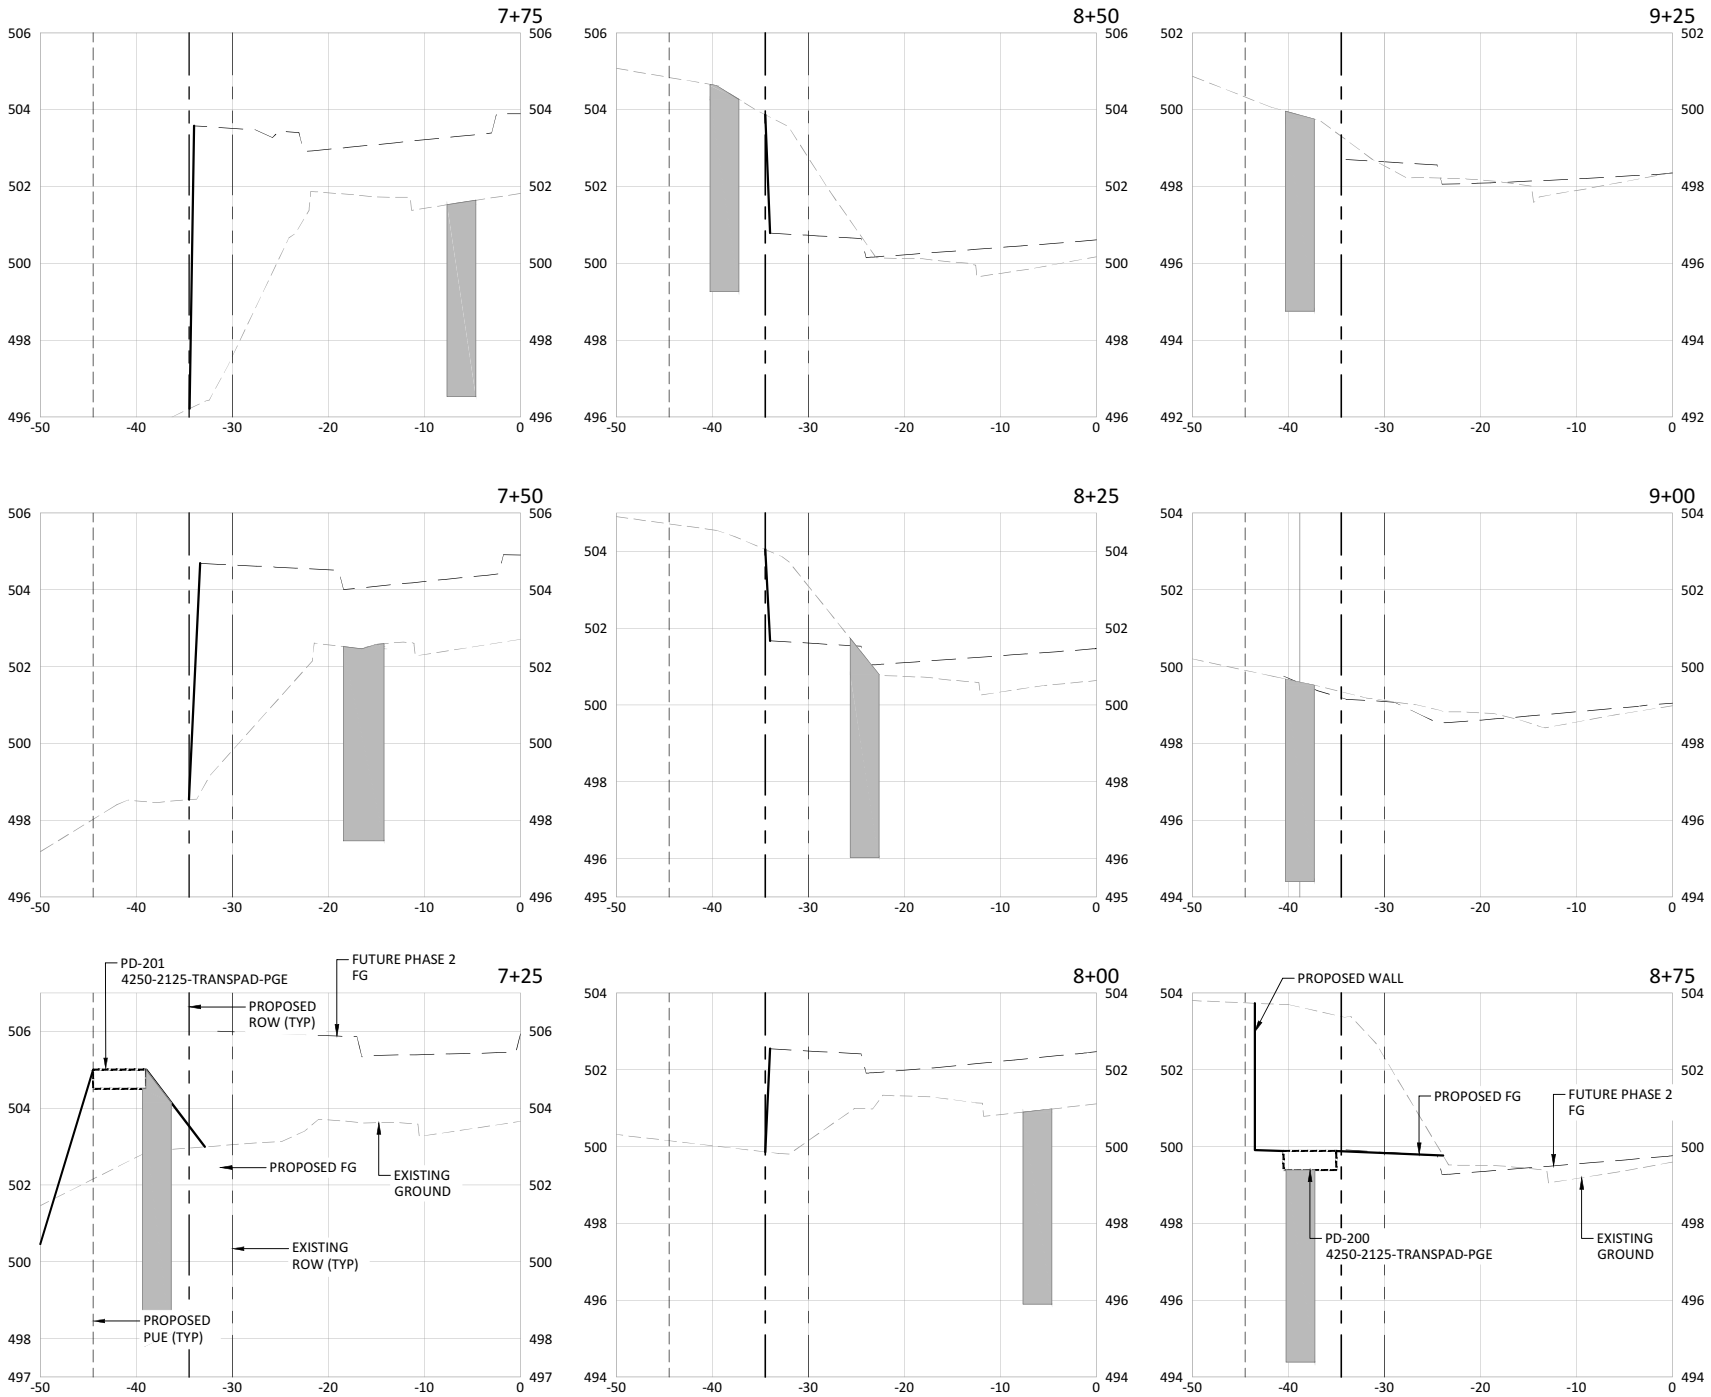 7+75
506 506
504 504
502 502
500 500
498 498
496 496
-50 -40 -30 -20 -10 0
8+50
506 506
504 504
502 502
500 500
498 498
496 496
-50 -40 -30 -20 -10 0
9+25
502 502
500 500
498 498
496 496
494 494
492 492
-50 -40 -30 -20 -10 0
7+50
506 506
504 504
502 502
500 500
498 498
496 496
-50 -40 -30 -20 -10 0
8+25
504 504
502 502
500 500
498 498
496 496
495 495
-50 -40 -30 -20 -10 0
9+00
504 504
502 502
500 500
498 498
496 496
494 494
-50 -40 -30 -20 -10 0
7+25
PD-201
4250-2125-TRANSPAD-PGE
FUTURE PHASE 2
FG
PROPOSED
ROW (TYP)
PROPOSED FG
EXISTING
GROUND
EXISTING
ROW (TYP)
PROPOSED
PUE (TYP)
506 506
504 504
502 502
500 500
498 498
497 497
-50 -40 -30 -20 -10 0
8+00
504 504
502 502
500 500
498 498
496 496
494 494
-50 -40 -30 -20 -10 0
8+75
PROPOSED WALL
PROPOSED FG
FUTURE PHASE 2
FG
PD-200
4250-2125-TRANSPAD-PGE
EXISTING
GROUND
504 504
502 502
500 500
498 498
496 496
494 494
-50 -40 -30 -20 -10 0